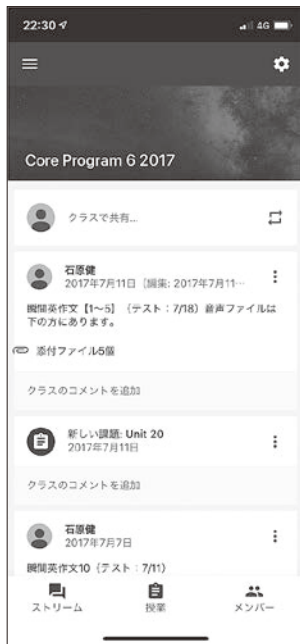 22:30
4G
Core Program 6 2017
クラスで共有...
石原健
2017年7月11日（編集: 2017年7月11…
瞬間英作文【1~5】（テスト：7/18）音声ファイルは
下の方にあります。
添付ファイル5個
クラスのコメントを追加
新しい課題: Unit 20
2017年7月11日
クラスのコメントを追加
石原健
2017年7月7日
瞬間英作文10（テスト：7/11）
ストリーム
授業
メンバー